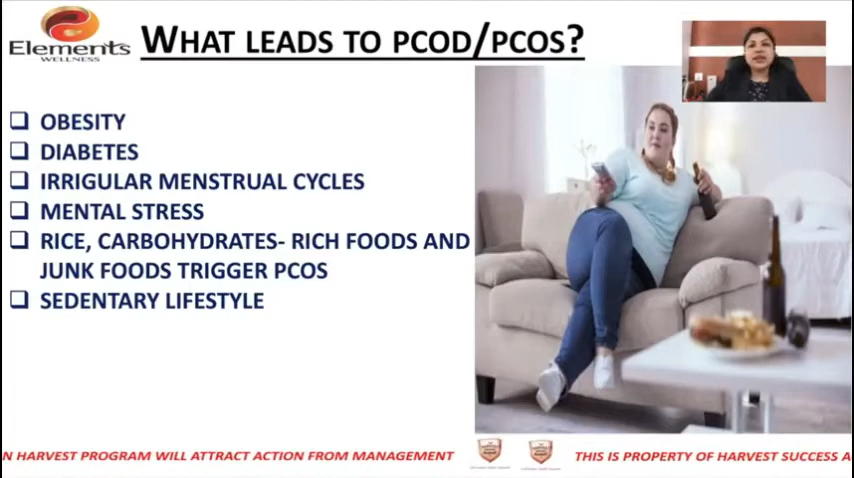 Elements
WELLNESS
WHAT LEADS TO PCOD/PCOS?
OBESITY
DIABETES
IRRIGULAR MENSTRUAL CYCLES
MENTAL STRESS
RICE, CARBOHYDRATES- RICH FOODS AND
JUNK FOODS TRIGGER PCOS
SEDENTARY LIFESTYLE
N HARVEST PROGRAM WILL ATTRACT ACTION FROM MANAGEMENT
THIS IS PROPERTY OF HARVEST SUCCESS A